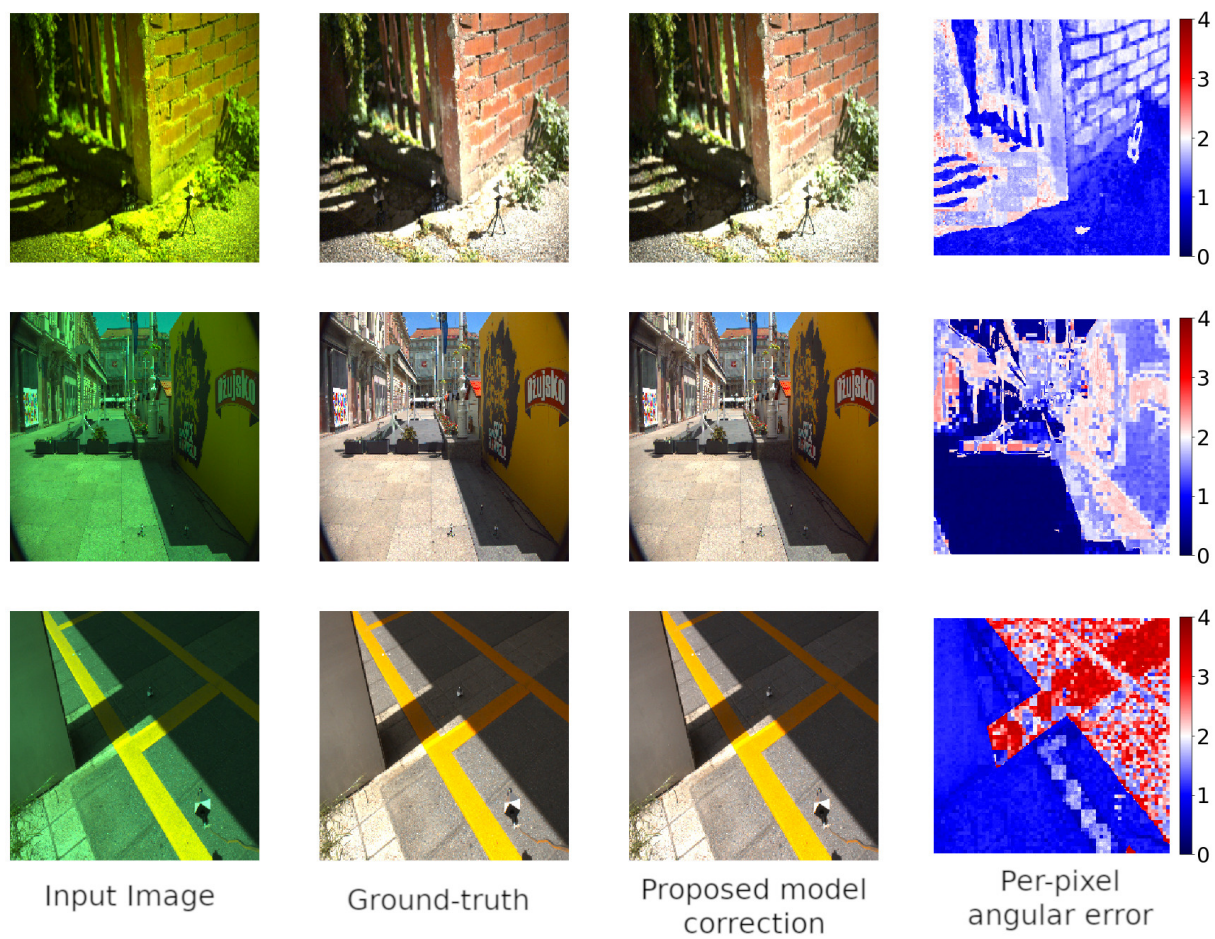 4
3
2
1
0
Pujsko
4
3
2
1
0
4
3
2
1
0
Input Image
Ground-truth
Proposed model
correction
Per-pixel
angular error